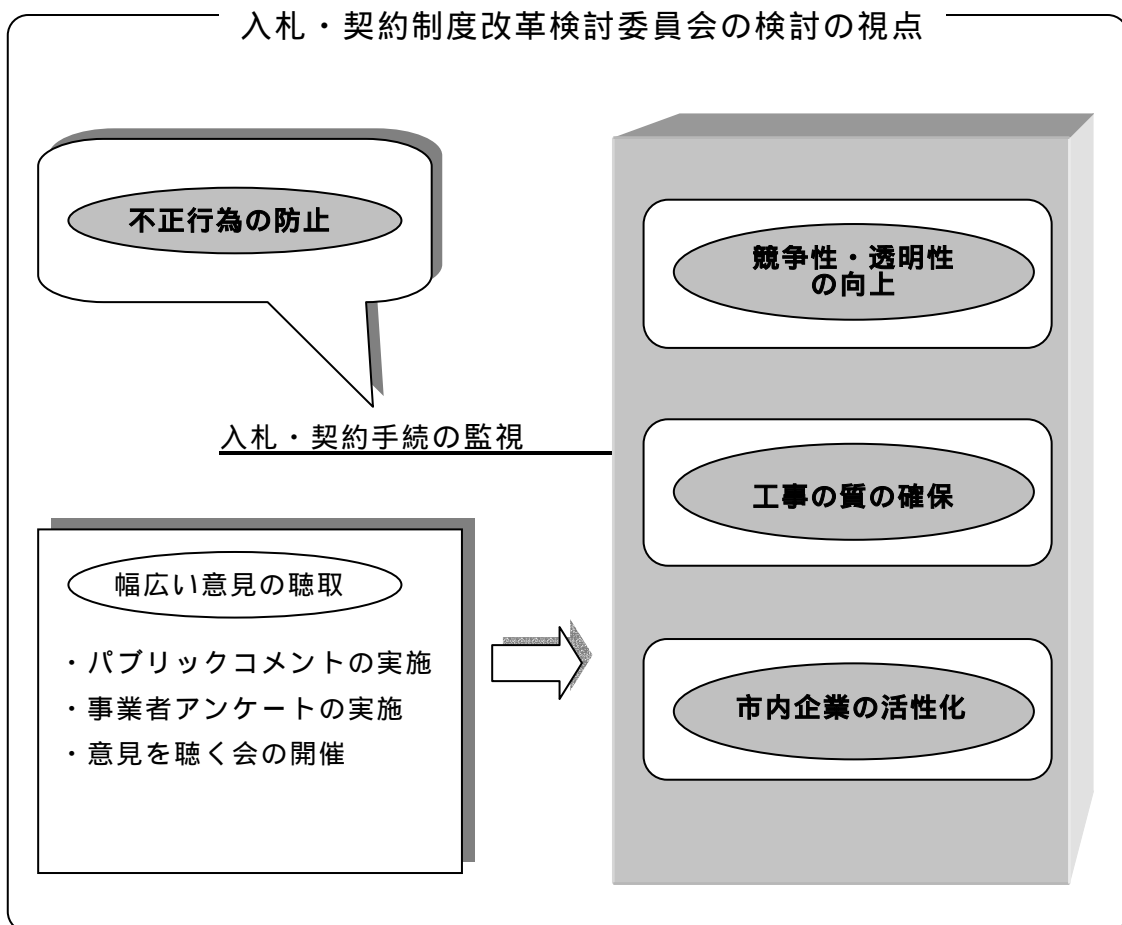 入札・契約制度改革検討委員会の検討の視点
不正行為の防止
入札・契約手続の監視
幅広い意見の聴取
・パブリックコメントの実施
・事業者アンケートの実施
・意見を聴く会の開催
競争性・透明性
の向上
工事の質の確保
市内企業の活性化